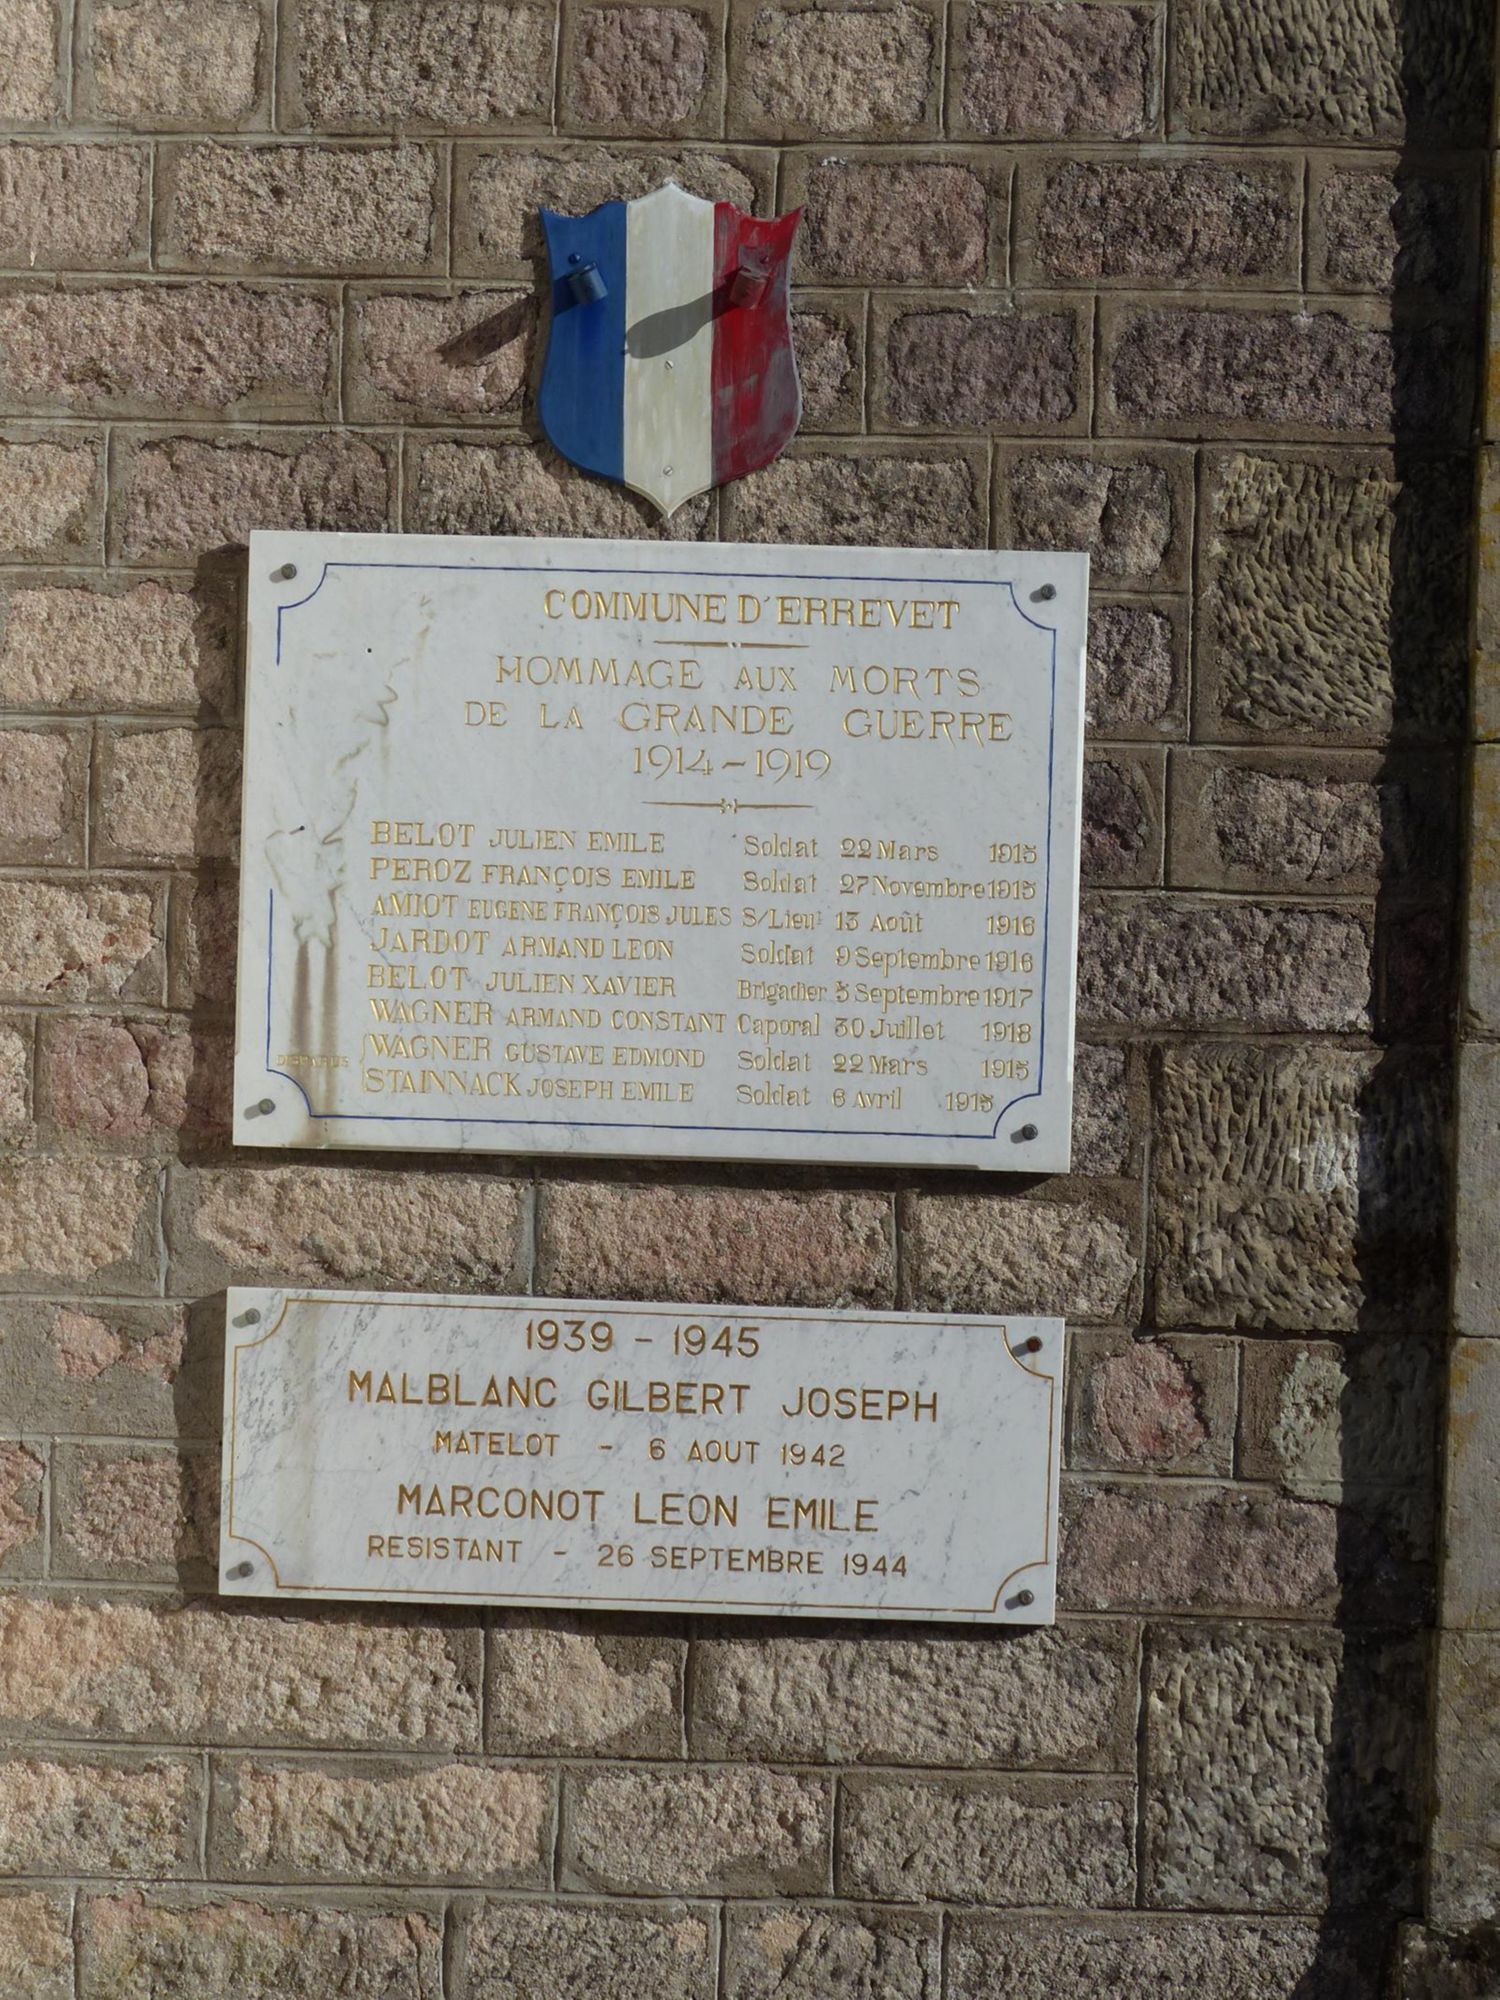 COMMUNE D'ERREVET
HOMMAGE AUX MORTS
DE LA GRANDE GUERRE
1914-1919
BELOT JULIEN EMILE Soldat 22 Mars 1915
PEROZ FRANÇOIS EMILE Soldat 27 Novembre 1915
AMIOT EUGENE FRANÇOIS JULES S/Lieut 13 Août 1916
JARDOT ARMAND LEON Soldat 9 Septembre 1916
BELOT JULIEN XAVIER Brigadier 3 Septembre 1917
WAGNER ARMAND CONSTANT Caporal 30 Juillet 1918
DISPARUS WAGNER GUSTAVE EDMOND Soldat 22 Mars 1915
STAINNACK JOSEPH EMILE Soldat 6 Avril 1915
1939 - 1945
MALBLANC GILBERT JOSEPH
MATELOT - 6 AOUT 1942
MARCONOT LEON EMILE
RESISTANT - 26 SEPTEMBRE 1944